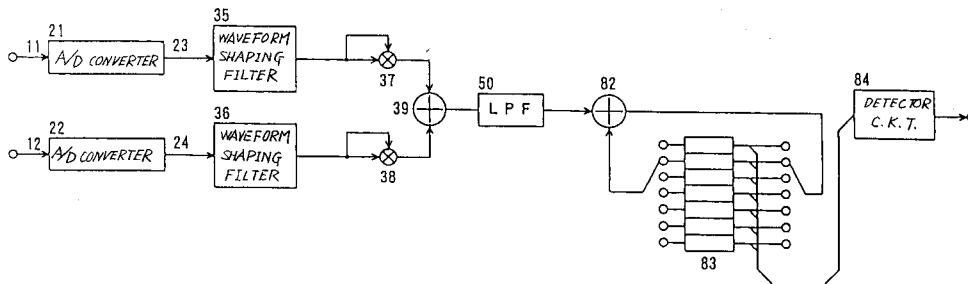 35
21
11
A/D CONVERTER
23
WAVEFORM
SHAPING
FILTER
37
39
50
LPF
82
84
DETECTOR
C.K.T.
22
12
A/D CONVERTER
24
36
WAVEFORM
SHAPING
FILTER
38
83